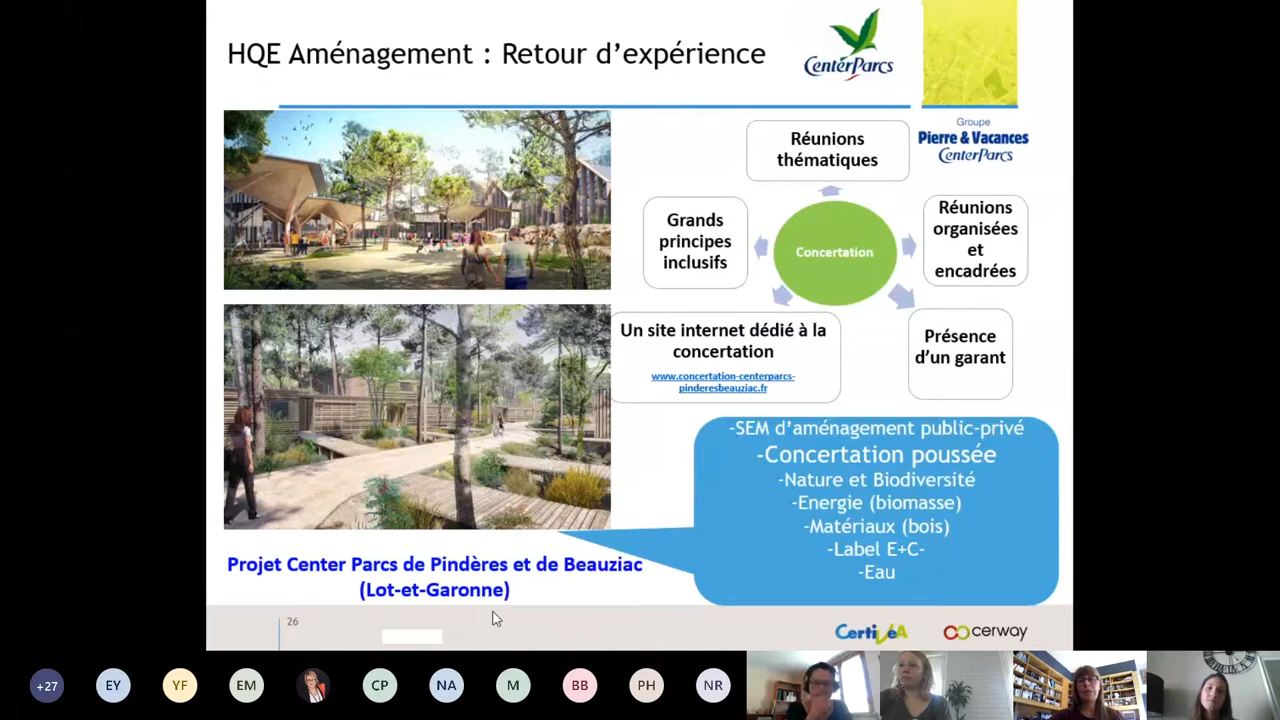 HQE Aménagement : Retour d'expérience
CenterParcs
Groupe
Pierre & Vacances
CenterParcs
Réunions
thématiques
Grands
principes
inclusifs
Concertation
Réunions
organisées
et
encadrées
Un site internet dédié à la
concertation
www.concertation-centerparcs-
pinderesbeauziac.fr
Présence
d'un garant
-SEM d'aménagement public-privé
-Concertation poussée
-Nature et Biodiversité
-Energie (biomasse)
-Matériaux (bois)
-Label E+C-
-Eau
Projet Center Parcs de Pindères et de Beauziac
(Lot-et-Garonne)
26
CertiVéA
cerway
+27
EY
YF
EM
CP
NA
M
BB
PH
NR